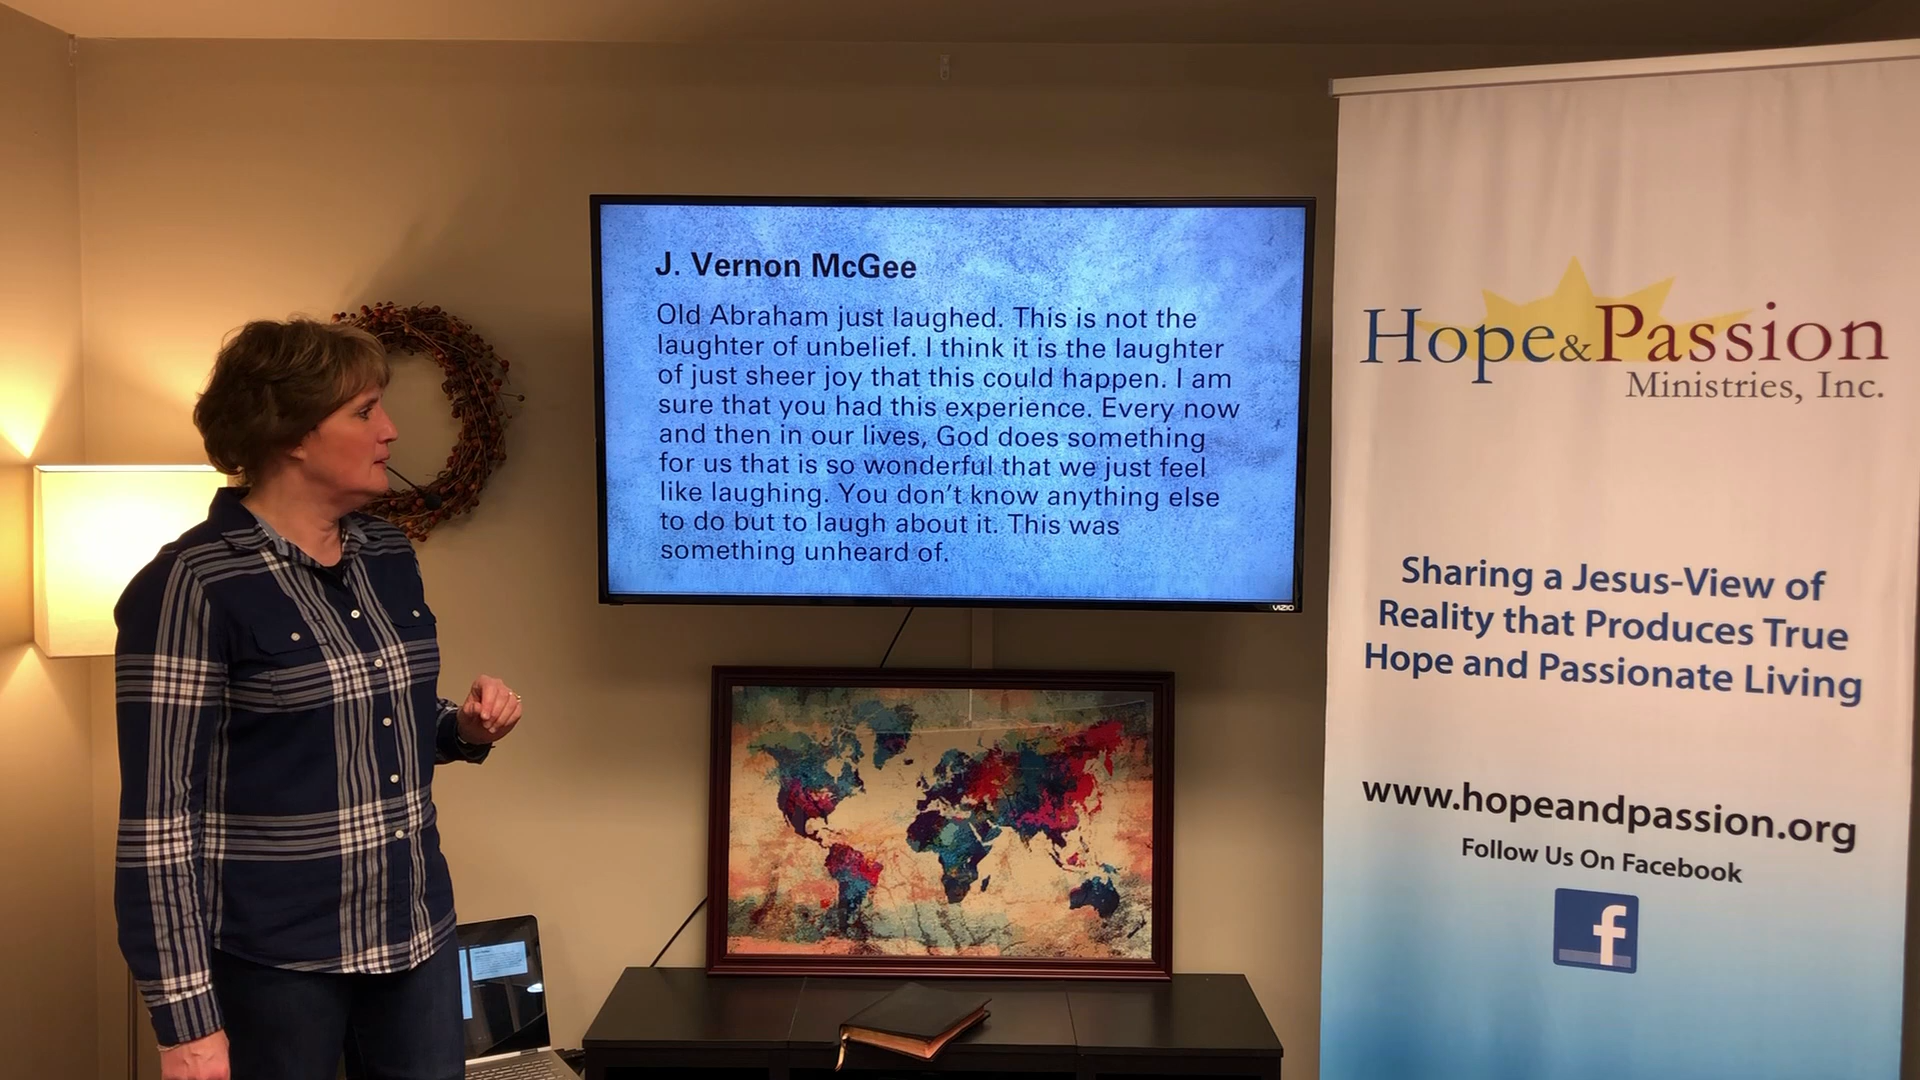 J. Vernon McGee
Old Abraham just laughed. This is not the
laughter of unbelief. I think it is the laughter
of just sheer joy that this could happen. I am
sure that you had this experience. Every now
and then in our lives, God does something
for us that is so wonderful that we just feel
like laughing. You don't know anything else
to do but to laugh about it. This was
something unheard of.
VIZIO
Hope&Passion
Ministries, Inc.
Sharing a Jesus-View of
Reality that Produces True
Hope and Passionate Living
www.hopeandpassion.org
Follow Us On Facebook
f